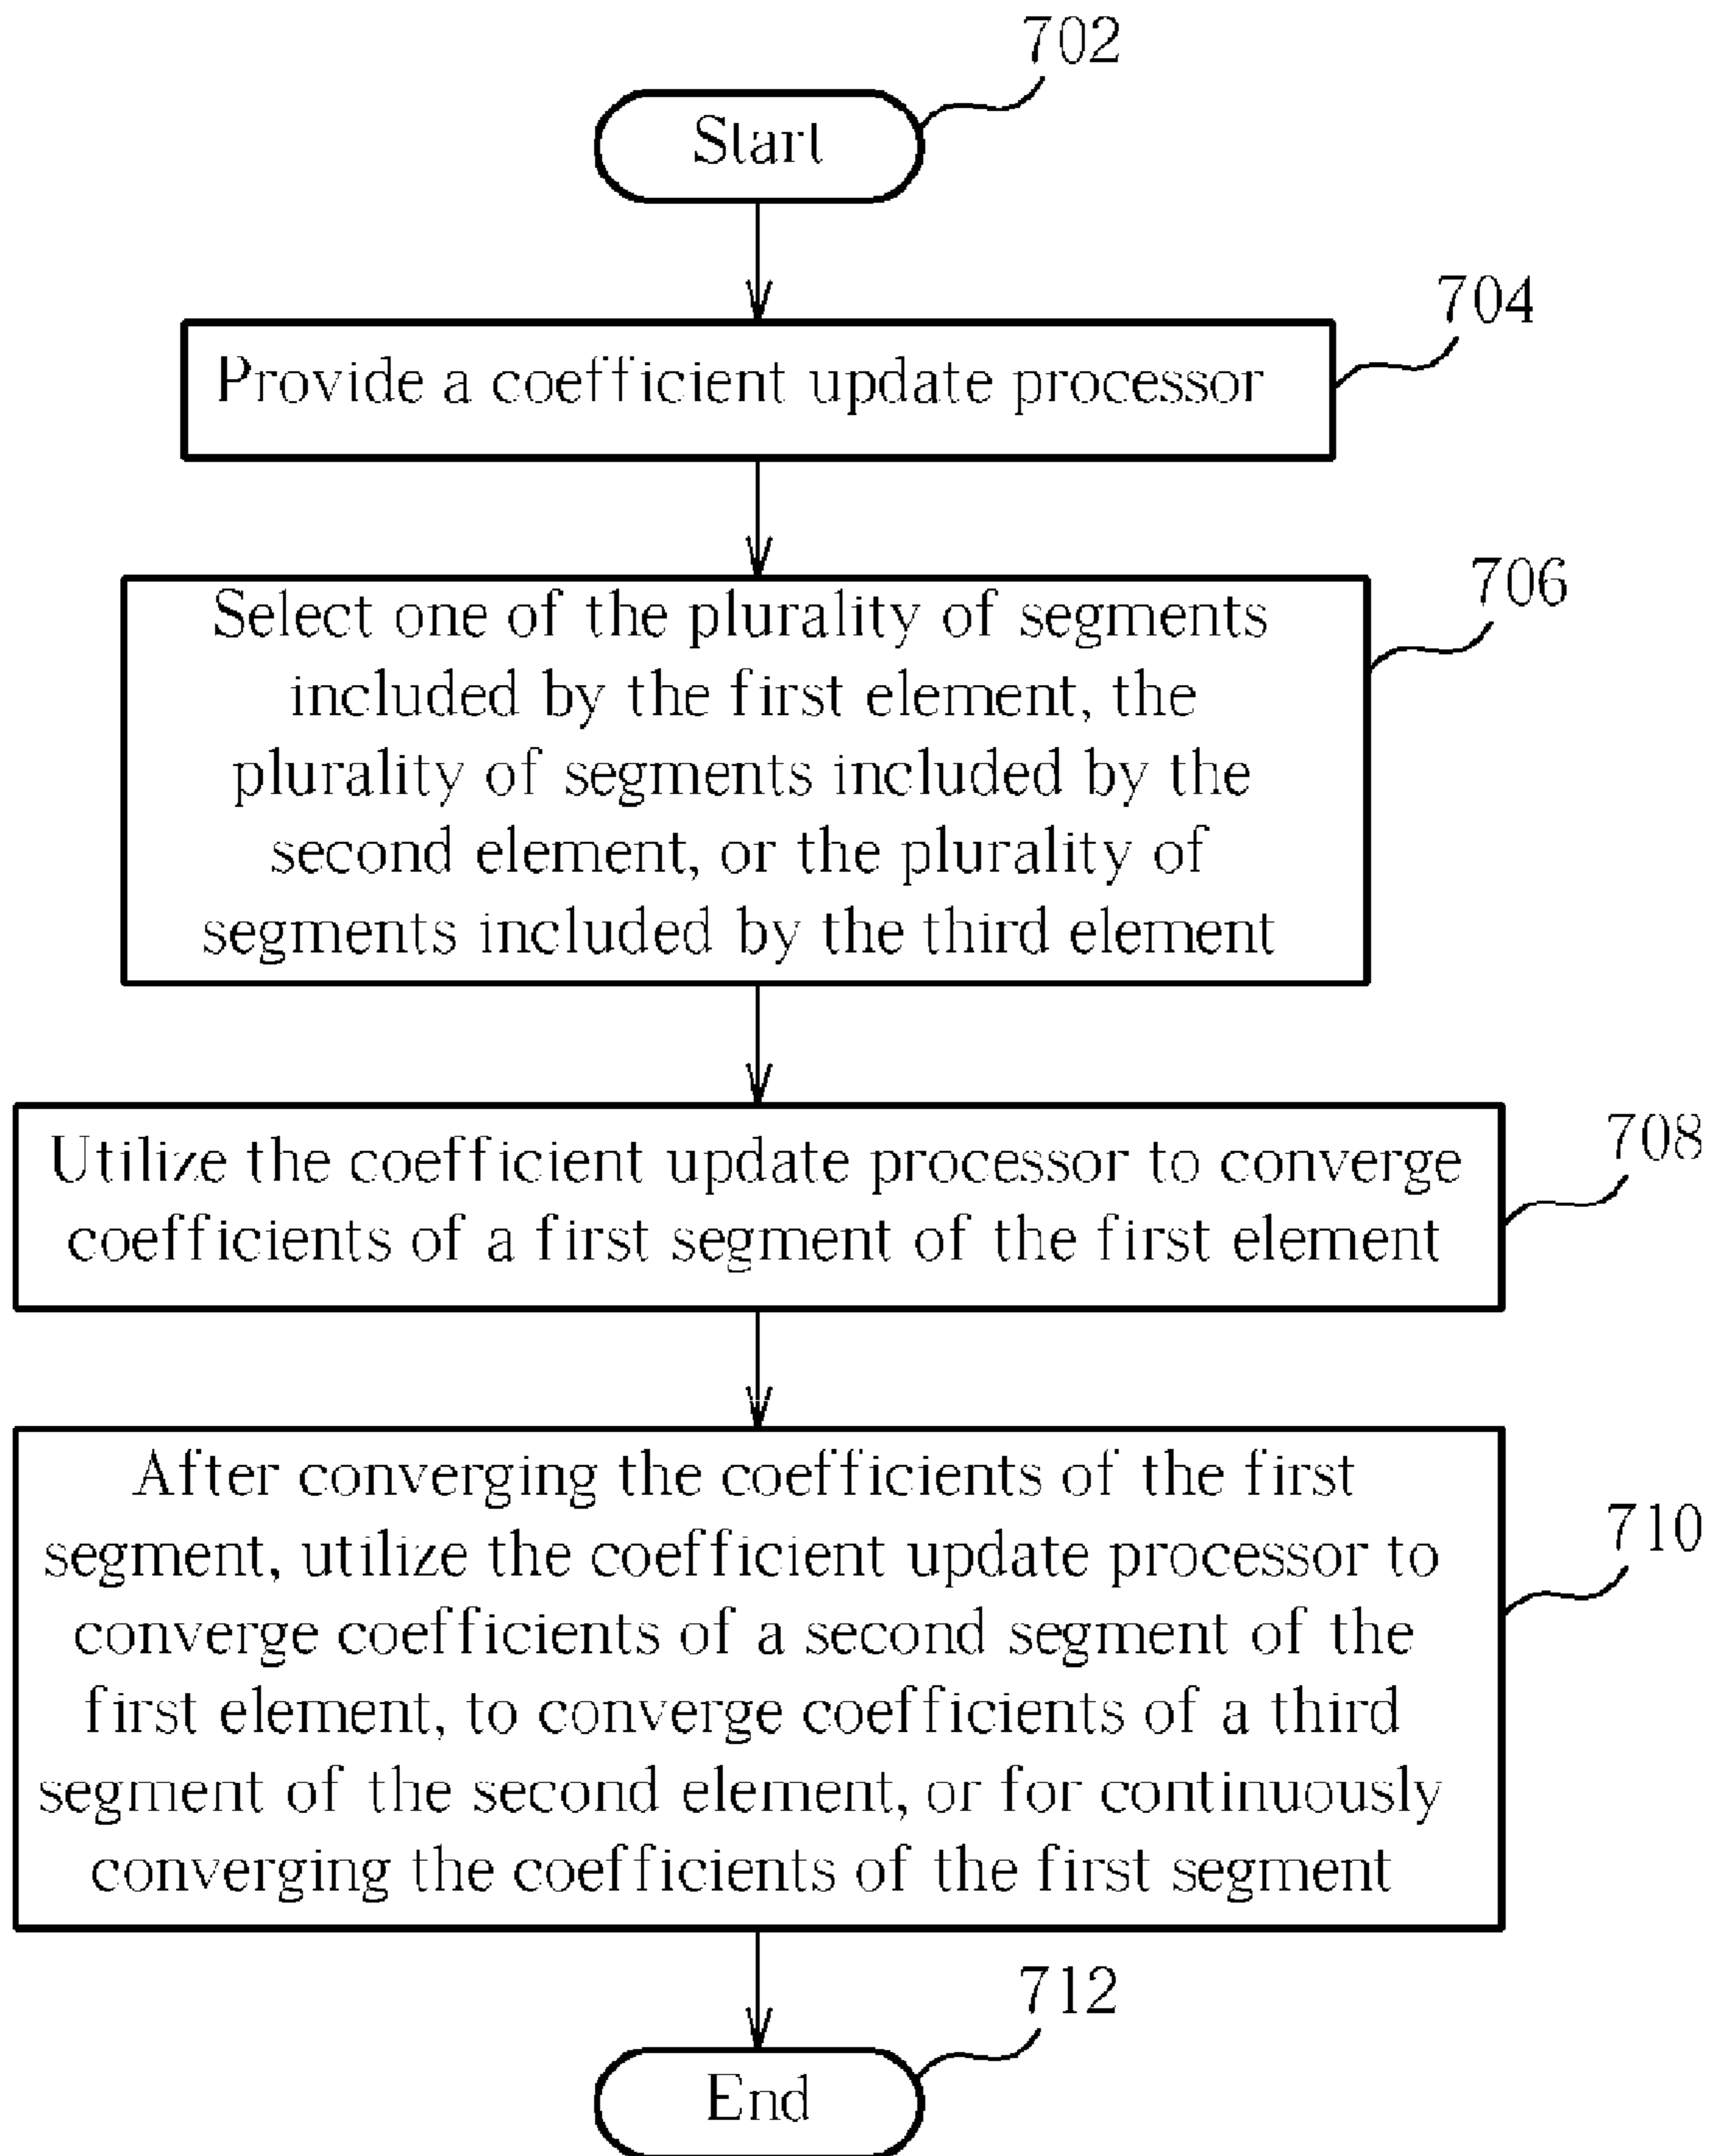 702
Start
704
Provide a coefficient update processor
706
Select one of the plurality of segments
included by the first element, the
plurality of segments included by the
second element, or the plurality of
segments included by the third element
708
Utilize the coefficient update processor to converge
coefficients of a first segment of the first element
710
After converging the coefficients of the first
segment, utilize the coefficient update processor to
converge coefficients of a second segment of the
first element, to converge coefficients of a third
segment of the second element, or for continuously
converging the coefficients of the first segment
712
End